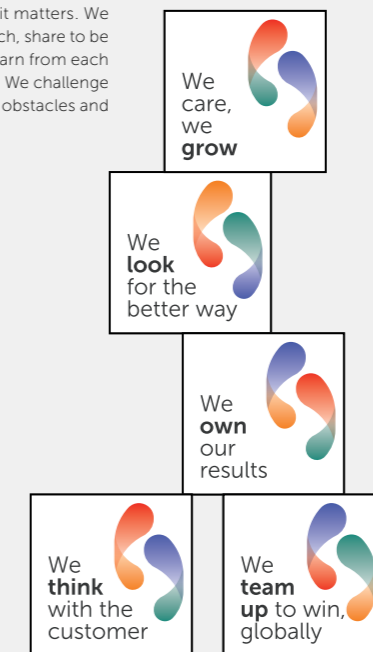 it matters. We
ch, share to be
arn from each
We challenge
obstacles and
We
care,
we
grow
We
look
for the
better way
We
own
our
results
We
think
with the
customer
We
team
up to win,
globally